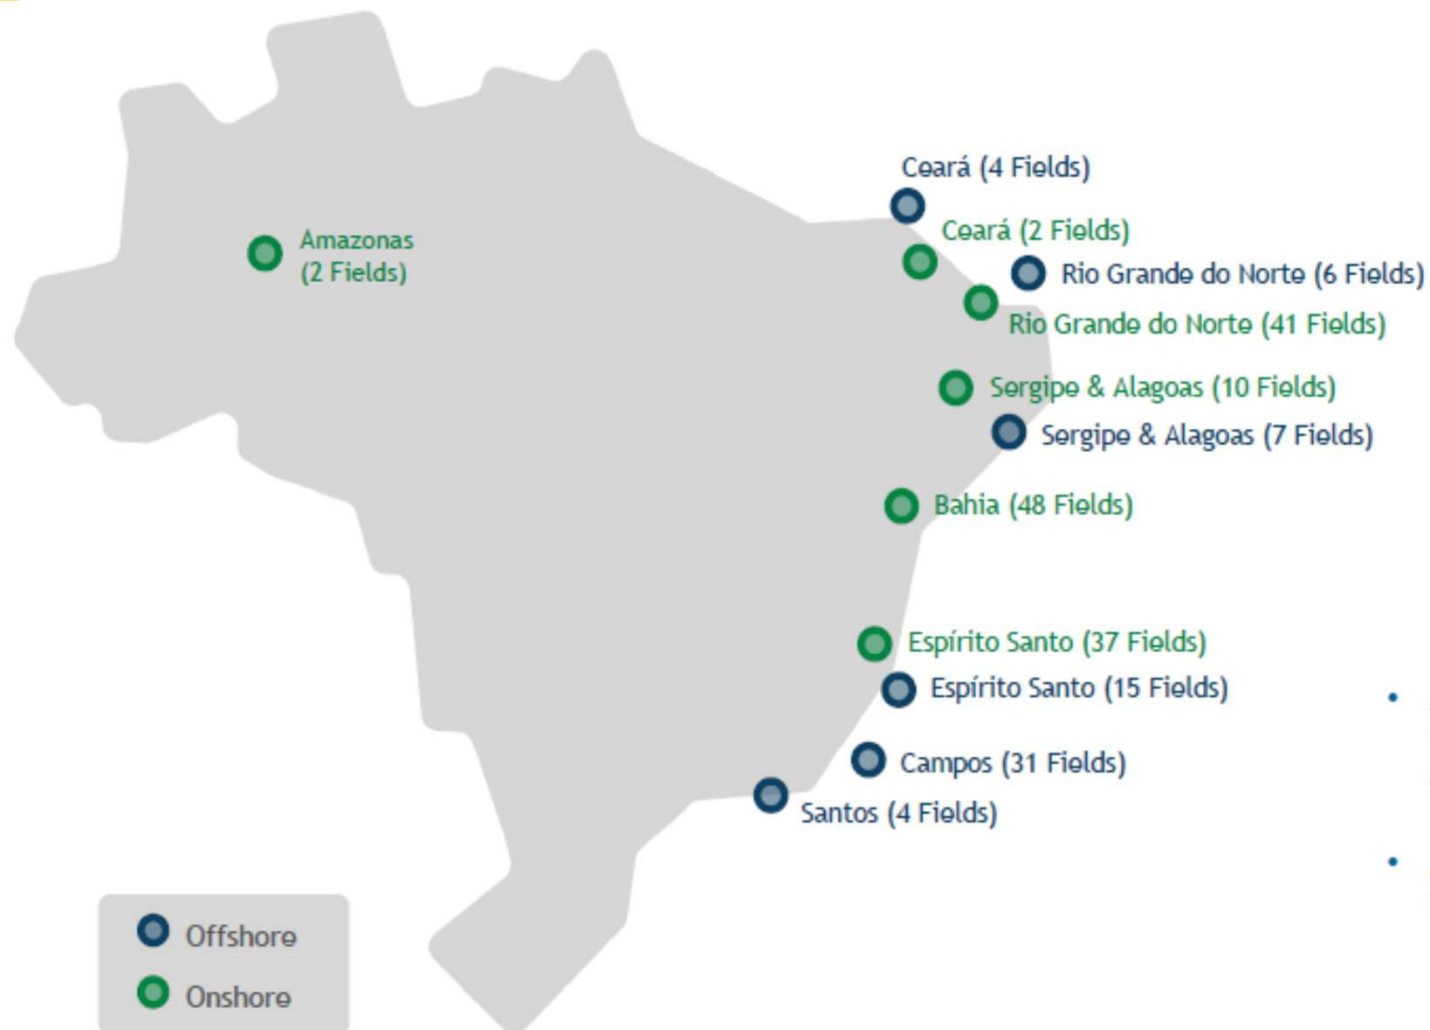 Ceará (4 Fields)
Ceará (2 Fields)
Amazonas
(2 Fields)
Rio Grande do Norte (6 Fields)
Rio Grande do Norte (41 Fields)
Sergipe & Alagoas (10 Fields)
Sergipe & Alagoas (7 Fields)
Bahia (48 Fields)
Espírito Santo (37 Fields)
Espírito Santo (15 Fields)
Campos (31 Fields)
Santos (4 Fields)
Offshore
Onshore